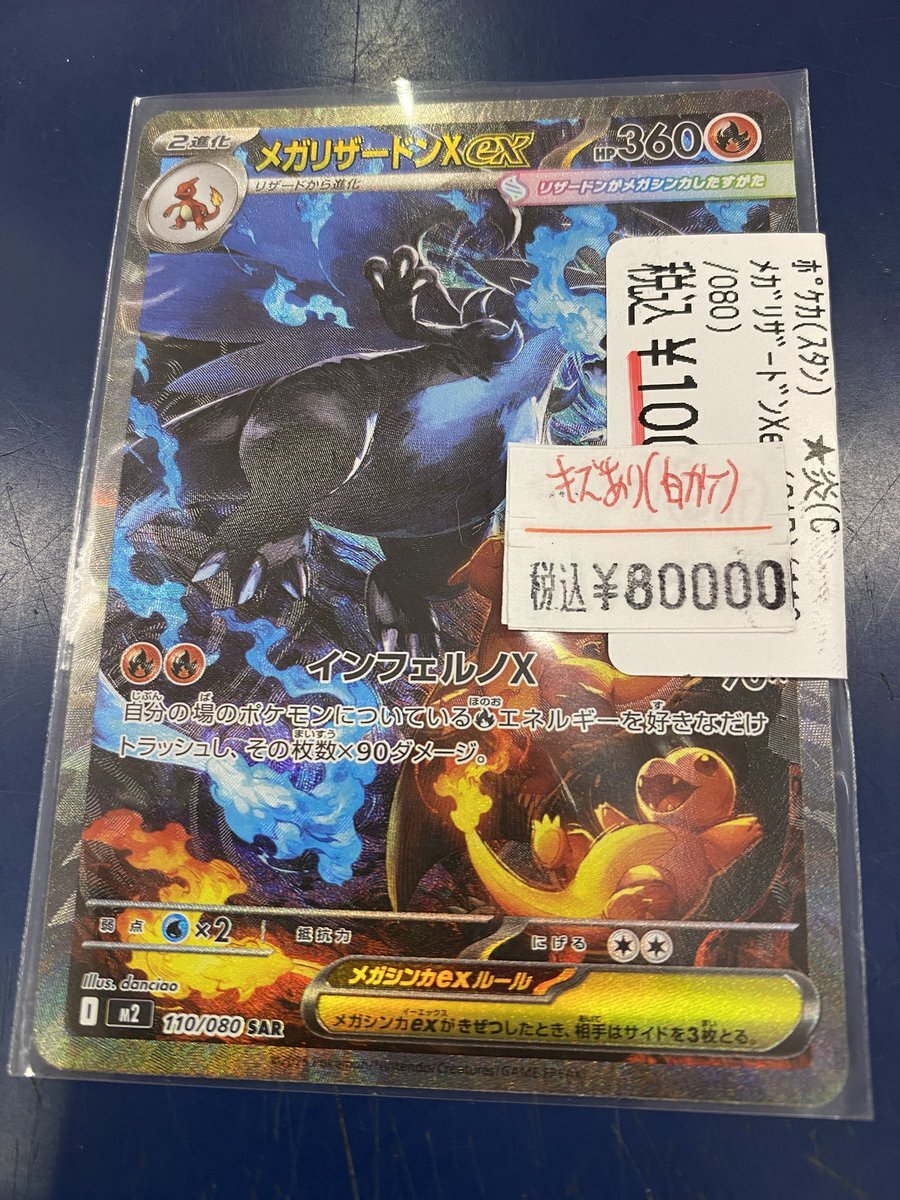 2進化
メガリザードンXex
HP360
リザードから進化
リザードンがメガシンカしたすがた
ポケカ(スタン) ★炎(C
メガリザードンXe
/080)
税込 ¥100
キズあり(白カケ)
税込¥80000
インフェルノX
自分の場のポケモンについているエネルギーを好きなだけ
トラッシュし、その枚数×90ダメージ。
弱点 ×2 抵抗力 にげる
Illus. danciao
メガシンカexルール
メガシンカexがきぜつしたとき、相手はサイドを3枚とる。
I m2 110/080 SAR